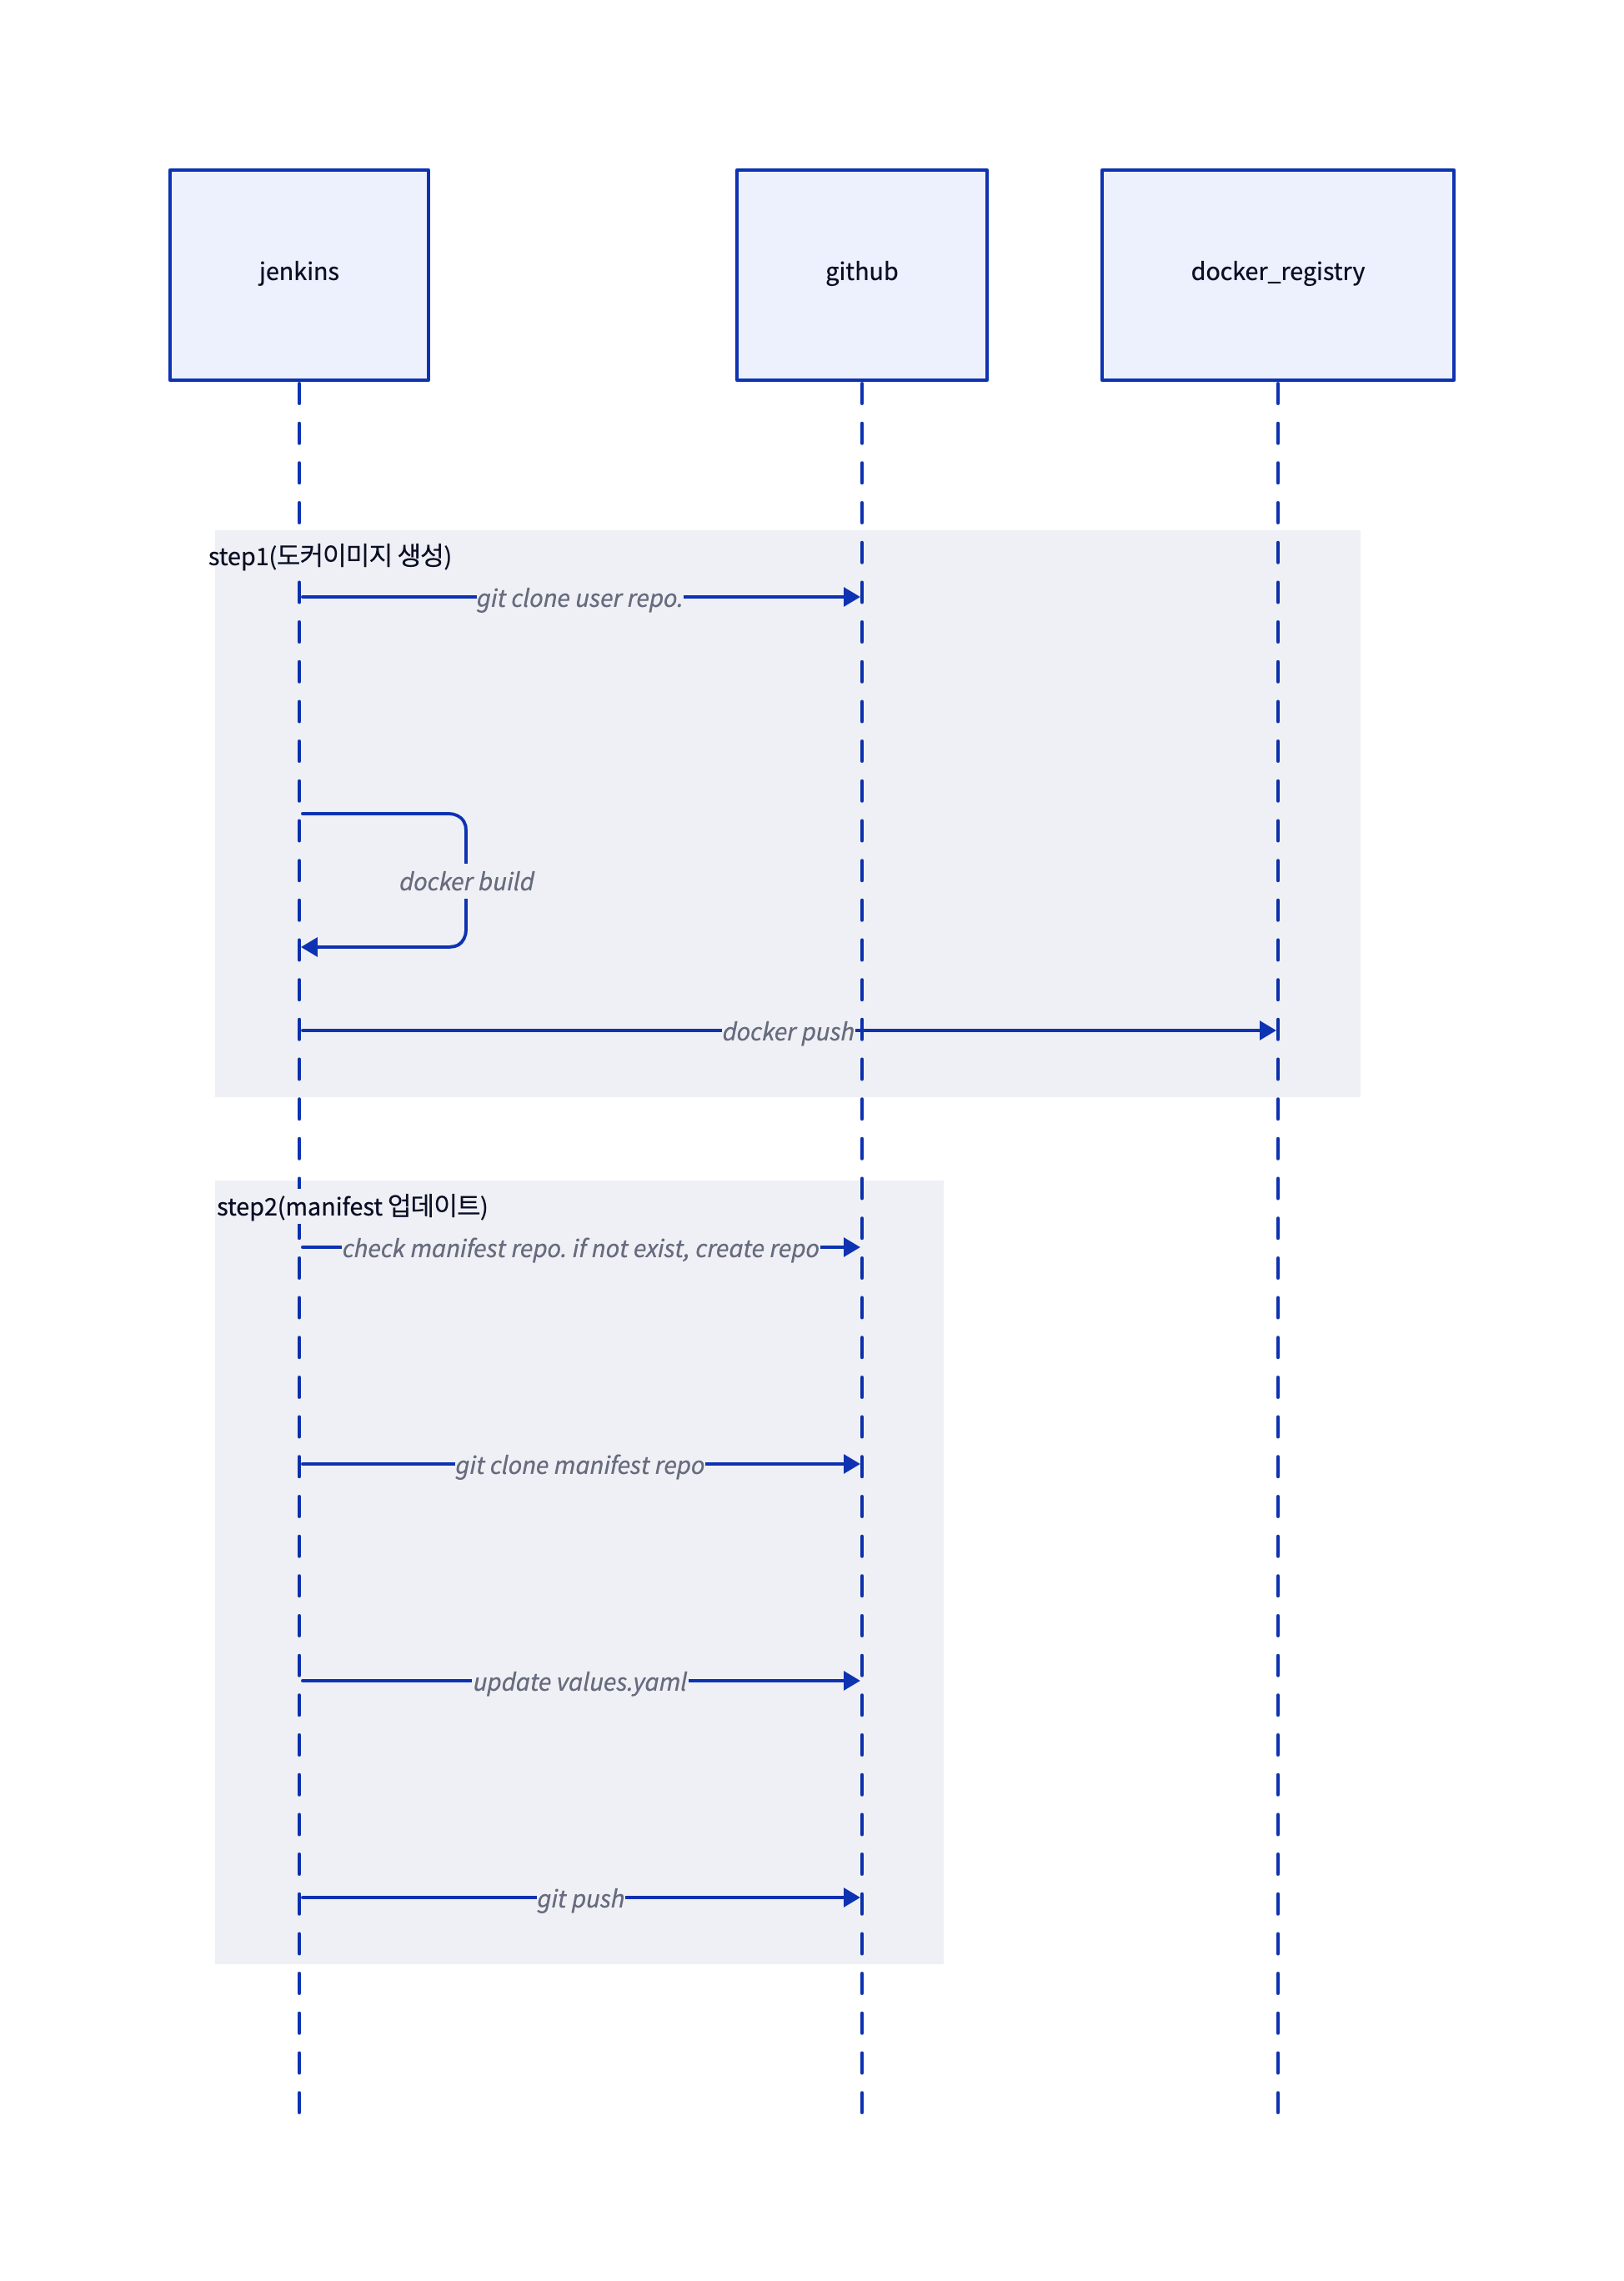 jenkins
github
docker_registry
step1(도커이미지 생성)
git clone user repo.
docker build
docker push
step2(manifest 업데이트)
check manifest repo. if not exist, create repo
git clone manifest repo
update values.yaml
git push